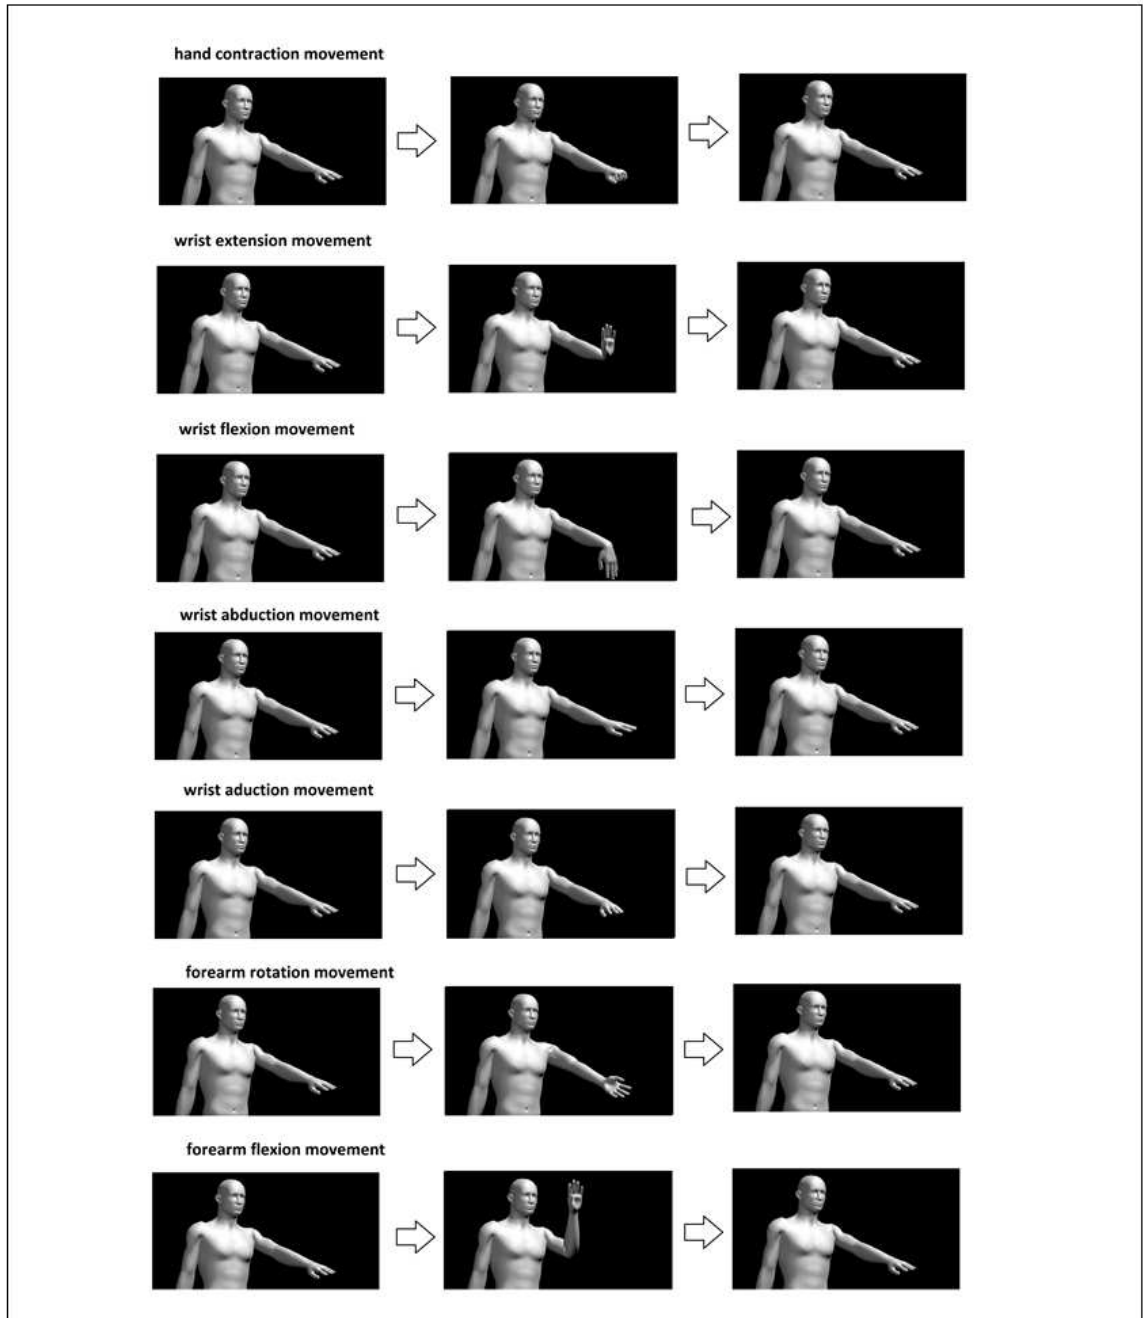 hand contraction movement
wrist extension movement
wrist flexion movement
wrist abduction movement
wrist aduction movement
forearm rotation movement
forearm flexion movement